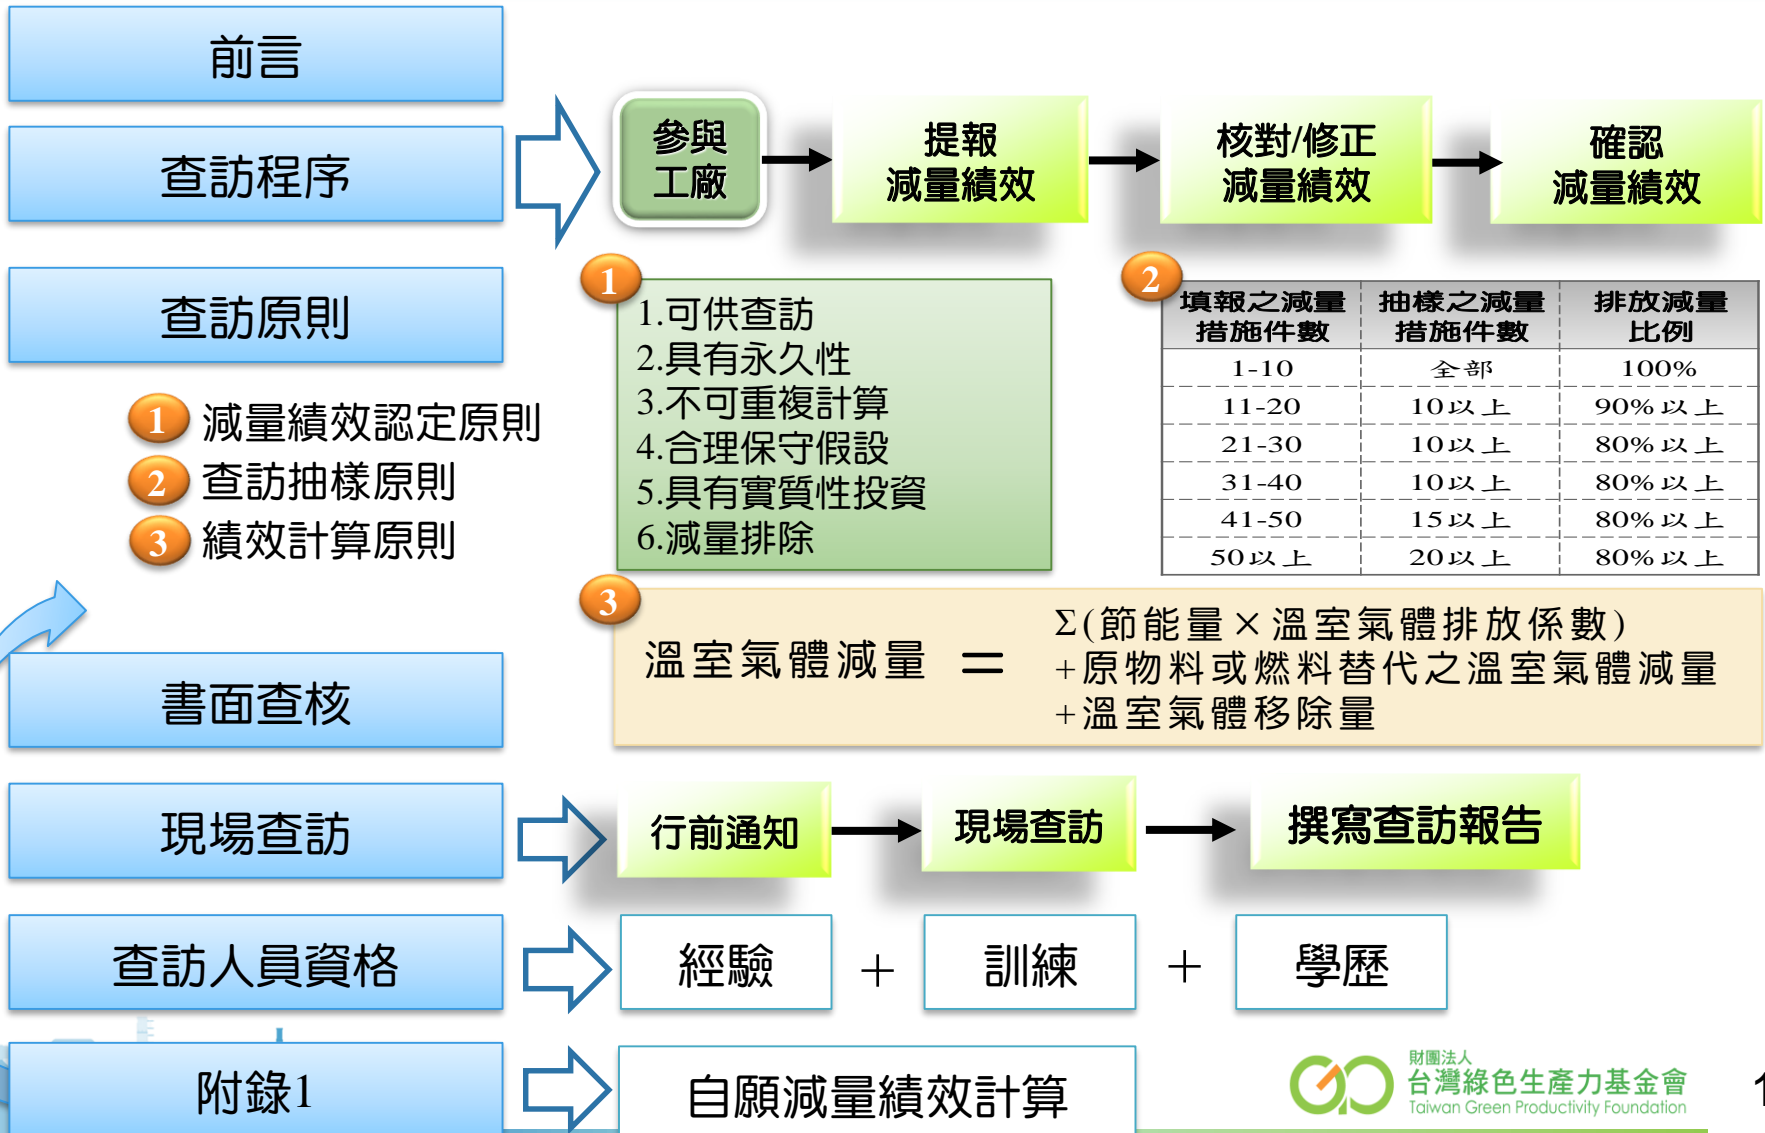 前言
查訪程序
參與
工廠
提報
減量績效
核對/修正
減量績效
確認
減量績效
查訪原則
1 減量績效認定原則
2 查訪抽樣原則
3 績效計算原則
1
1.可供查訪
2.具有永久性
3.不可重複計算
4.合理保守假設
5.具有實質性投資
6.減量排除
2
填報之減量 抽樣之減量 排放減量
措施件數 措施件數 比例
1-10 全部 100%
11-20 10以上 90%以上
21-30 10以上 80%以上
31-40 10以上 80%以上
41-50 15以上 80%以上
50以上 20以上 80%以上
3
溫室氣體減量 =
Σ(節能量×溫室氣體排放係數)
+原物料或燃料替代之溫室氣體減量
+溫室氣體移除量
書面查核
現場查訪
行前通知
現場查訪
撰寫查訪報告
查訪人員資格
經驗 + 訓練 + 學歷
附錄1
自願減量績效計算
財團法人
台灣綠色生產力基金會
Taiwan Green Productivity Foundation